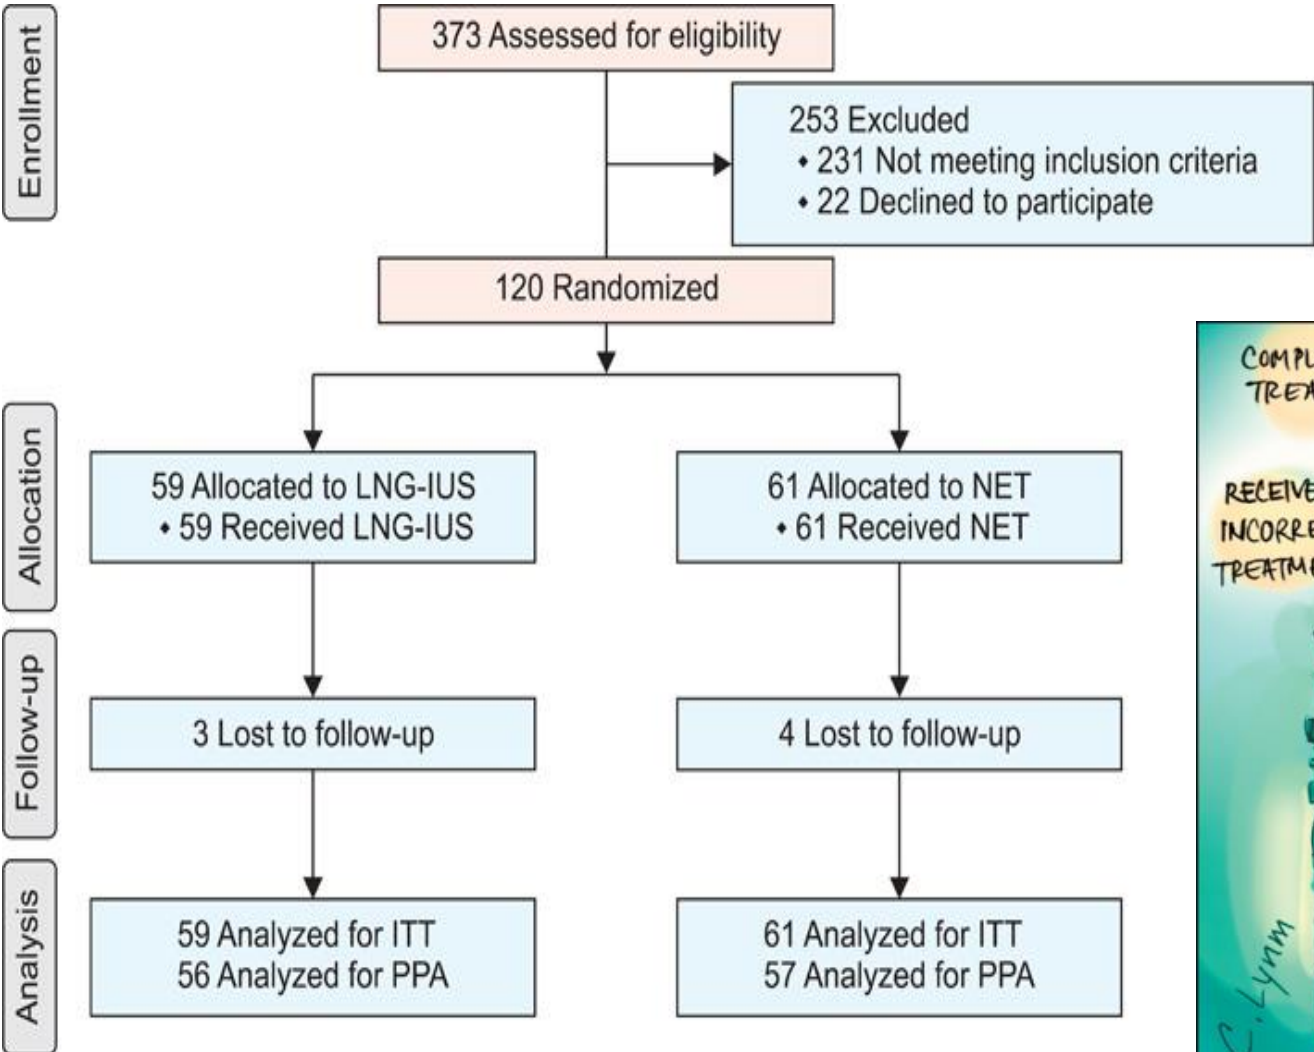 Enrollment
373 Assessed for eligibility
253 Excluded
• 231 Not meeting inclusion criteria
• 22 Declined to participate
120 Randomized
Allocation
59 Allocated to LNG-IUS
• 59 Received LNG-IUS
61 Allocated to NET
• 61 Received NET
Follow-up
3 Lost to follow-up
4 Lost to follow-up
Analysis
59 Analyzed for ITT
56 Analyzed for PPA
61 Analyzed for ITT
57 Analyzed for PPA
C. Lynm